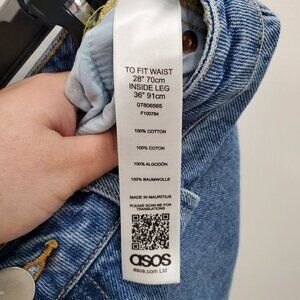 TO FIT WAIST
28" 70cm
INSIDE LEG
36" 91cm
07806565
F100784
100% COTTON
100% COTON
100% ALGODÓN
100% BAUMWOLLE
MADE IN MAURITIUS
PLEASE SCAN ME FOR
TRANSLATIONS
asos
asos.com Ltd